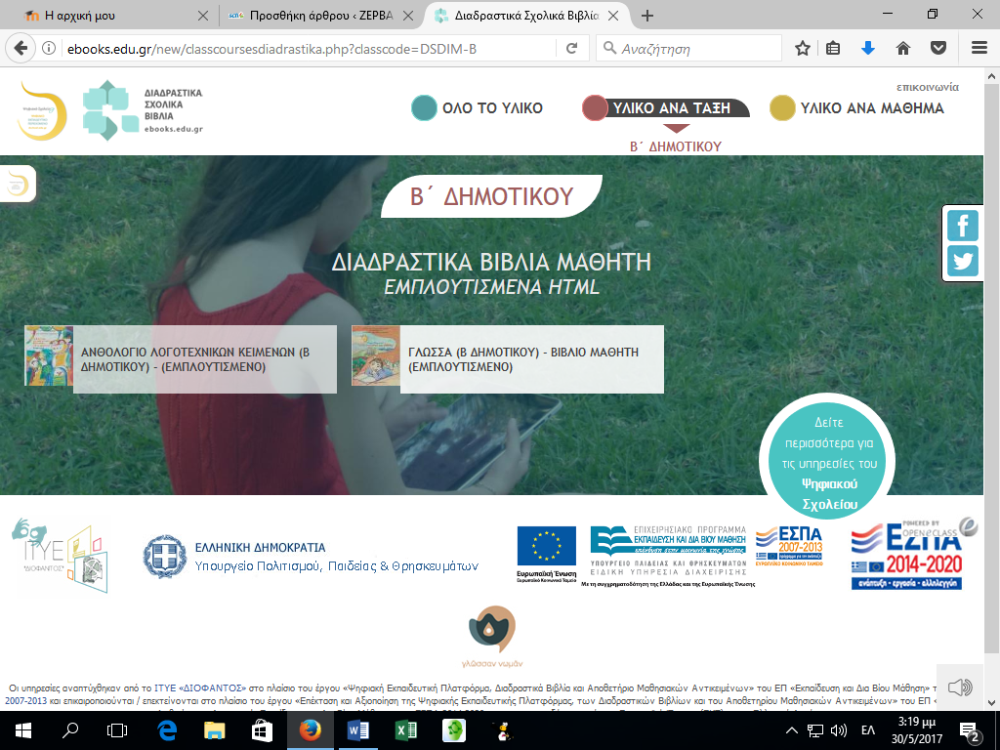 Η αρχική μου
Προσθήκη άρθρου ‹ ΖΕΡΒΑ
Διαδραστικά Σχολικά Βιβλία
ebooks.edu.gr/new/classcoursesdiadrastika.php?classcode=DSDIM-B
Αναζήτηση
επικοινωνία
ΔΙΑΔΡΑΣΤΙΚΑ
ΣΧΟΛΙΚΑ
ΒΙΒΛΙΑ
ebooks.edu.gr
ΟΛΟ ΤΟ ΥΛΙΚΟ
ΥΛΙΚΟ ΑΝΑ ΤΑΞΗ
ΥΛΙΚΟ ΑΝΑ ΜΑΘΗΜΑ
Β΄ ΔΗΜΟΤΙΚΟΥ
Β΄ ΔΗΜΟΤΙΚΟΥ
ΔΙΑΔΡΑΣΤΙΚΑ ΒΙΒΛΙΑ ΜΑΘΗΤΗ
ΕΜΠΛΟΥΤΙΣΜΕΝΑ HTML
ΑΝΘΟΛΟΓΙΟ ΛΟΓΟΤΕΧΝΙΚΩΝ ΚΕΙΜΕΝΩΝ (Β
ΔΗΜΟΤΙΚΟΥ) – (ΕΜΠΛΟΥΤΙΣΜΕΝΟ)
ΓΛΩΣΣΑ (Β ΔΗΜΟΤΙΚΟΥ) – ΒΙΒΛΙΟ ΜΑΘΗΤΗ
(ΕΜΠΛΟΥΤΙΣΜΕΝΟ)
Δείτε
περισσότερα για
τις υπηρεσίες του
Ψηφιακού
Σχολείου
ΙΤΥΕ
"ΔΙΟΦΑΝΤΟΣ"
ΕΛΛΗΝΙΚΗ ΔΗΜΟΚΡΑΤΙΑ
Υπουργείο Πολιτισμού, Παιδείας & Θρησκευμάτων
Ευρωπαϊκή Ένωση
Ευρωπαϊκό Κοινωνικό Ταμείο
ΕΠΙΧΕΙΡΗΣΙΑΚΟ ΠΡΟΓΡΑΜΜΑ
ΕΚΠΑΙΔΕΥΣΗ ΚΑΙ ΔΙΑ ΒΙΟΥ ΜΑΘΗΣΗ
επένδυση στην κοινωνία της γνώσης
ΥΠΟΥΡΓΕΙΟ ΠΑΙΔΕΙΑΣ ΚΑΙ ΘΡΗΣΚΕΥΜΑΤΩΝ
ΕΙΔΙΚΗ ΥΠΗΡΕΣΙΑ ΔΙΑΧΕΙΡΙΣΗΣ
Με τη συγχρηματοδότηση της Ελλάδας και της Ευρωπαϊκής Ένωσης
ΕΣΠΑ
2007-2013
ΕΥΡΩΠΑΪΚΟ ΚΟΙΝΩΝΙΚΟ ΤΑΜΕΙΟ
POWERED BY
OPEN eCLASS
ΕΣΠΑ
2014-2020
ανάπτυξη - εργασία - αλληλεγγύη
γλῶσσαν νωμᾶν
Οι υπηρεσίες αναπτύχθηκαν από το ΙΤΥΕ «ΔΙΟΦΑΝΤΟΣ» στο πλαίσιο του έργου «Ψηφιακή Εκπαιδευτική Πλατφόρμα, Διαδραστικά Βιβλία και Αποθετήριο Μαθησιακών Αντικειμένων» του ΕΠ «Εκπαίδευση και Δια Βίου Μάθηση»
2007-2013 και επικαιροποιούνται / επεκτείνονται στο πλαίσιο του έργου «Επέκταση και Αξιοποίηση της Ψηφιακής Εκπαιδευτικής Πλατφόρμας, των Διαδραστικών Βιβλίων και του Αποθετηρίου Μαθησιακών Αντικειμένων» του ΕΠ «
ΕΛ
3:19 μμ
30/5/2017
2